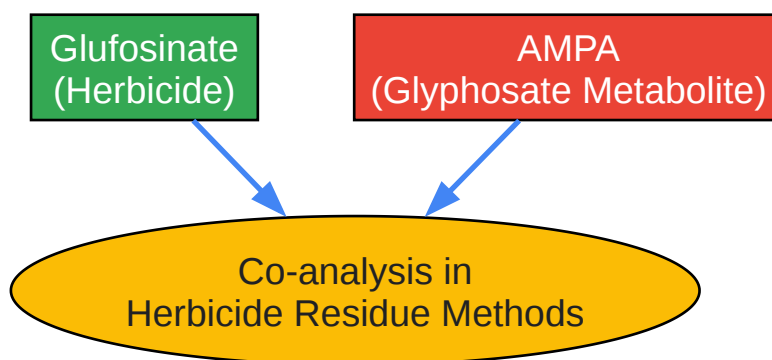 Glufosinate
(Herbicide)
AMPA
(Glyphosate Metabolite)
Co-analysis in
Herbicide Residue Methods